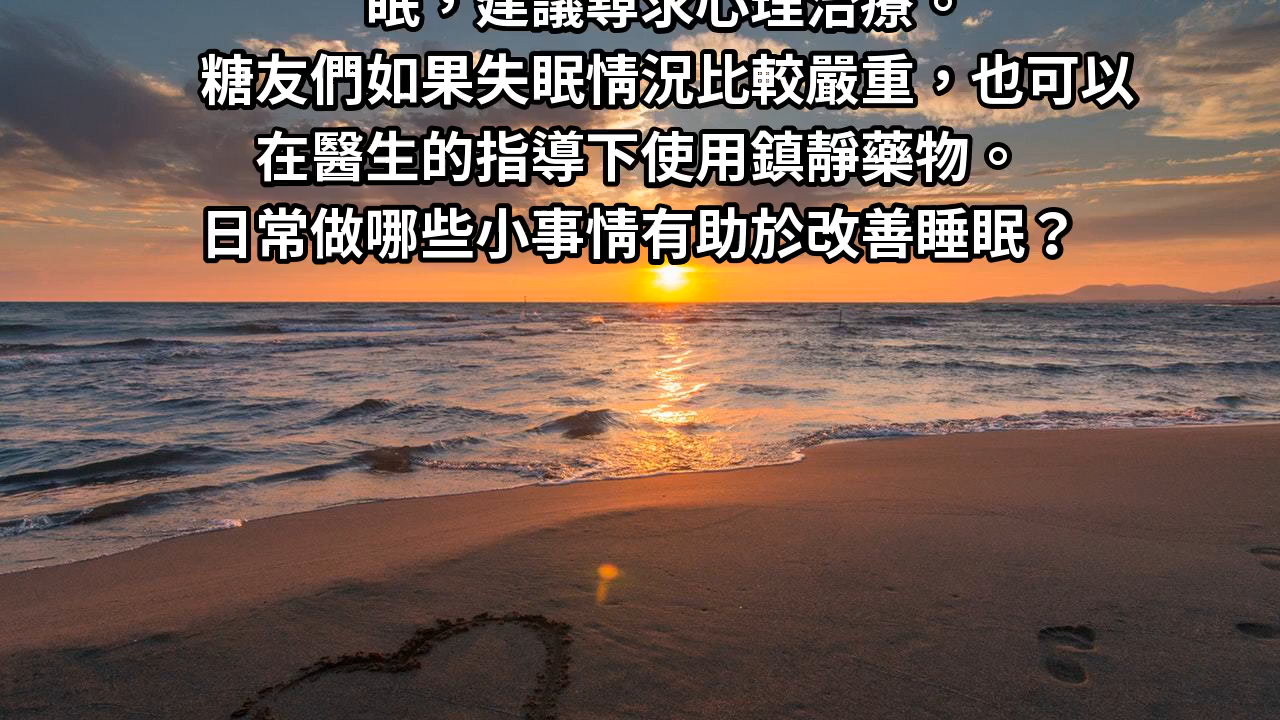 眠，建議尋求心理治療。
糖友們如果失眠情況比較嚴重，也可以
在醫生的指導下使用鎮靜藥物。
日常做哪些小事情有助於改善睡眠？